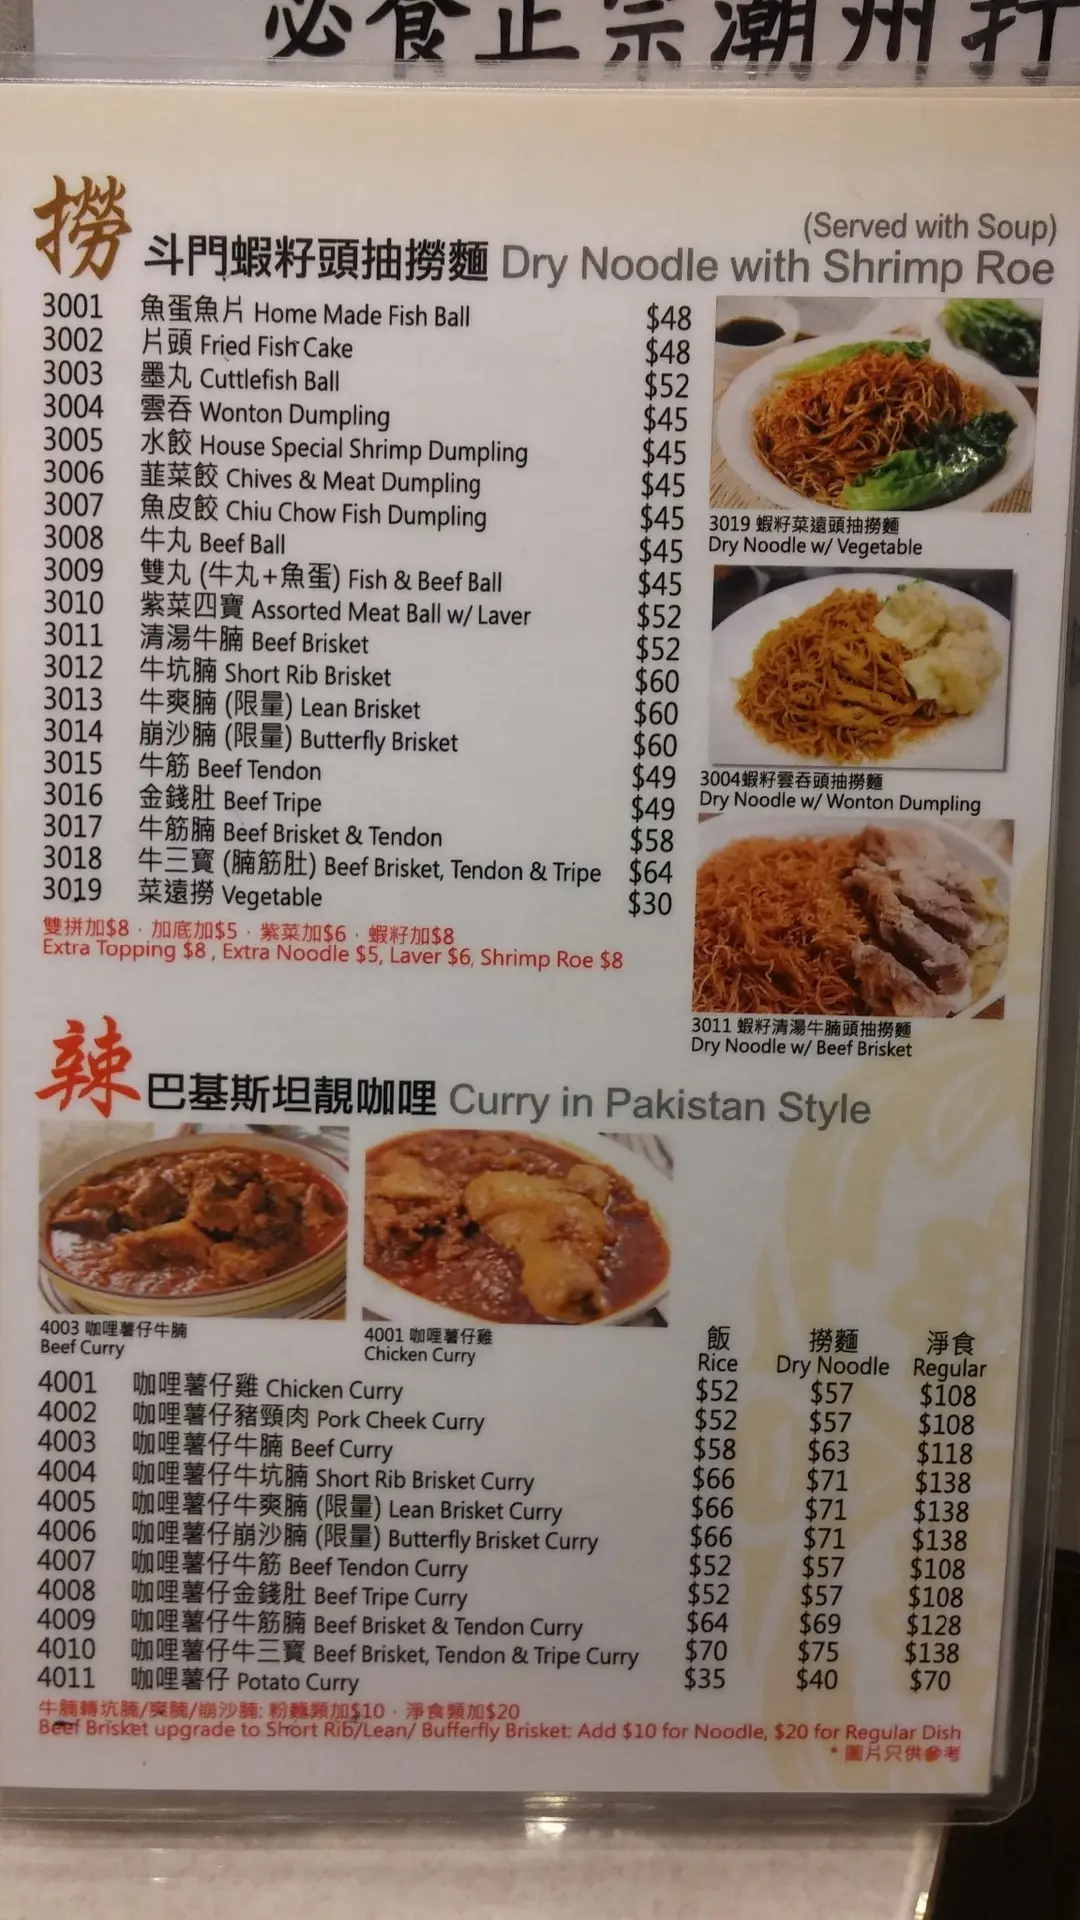 必食正宗潮州打
撈
(Served with Soup)
斗門蝦籽頭抽撈麵 Dry Noodle with Shrimp Roe
3001 魚蛋魚片 Home Made Fish Ball $48
3002 片頭 Fried Fish Cake $48
3003 墨丸 Cuttlefish Ball $52
3004 雲吞 Wonton Dumpling $45
3005 水餃 House Special Shrimp Dumpling $45
3006 韮菜餃 Chives & Meat Dumpling $45
3007 魚皮餃 Chiu Chow Fish Dumpling $45
3008 牛丸 Beef Ball $45
3009 雙丸 (牛丸+魚蛋) Fish & Beef Ball $45
3010 紫菜四寶 Assorted Meat Ball w/ Laver $52
3011 清湯牛腩 Beef Brisket $52
3012 牛坑腩 Short Rib Brisket $60
3013 牛爽腩 (限量) Lean Brisket $60
3014 崩沙腩 (限量) Butterfly Brisket $60
3015 牛筋 Beef Tendon $49
3016 金錢肚 Beef Tripe $49
3017 牛筋腩 Beef Brisket & Tendon $58
3018 牛三寶 (腩筋肚) Beef Brisket, Tendon & Tripe $64
3019 菜遠撈 Vegetable $30
雙拼加$8 · 加底加$5 · 紫菜加$6 · 蝦籽加$8
Extra Topping $8 , Extra Noodle $5, Laver $6, Shrimp Roe $8
3019 蝦籽菜遠頭抽撈麵
Dry Noodle w/ Vegetable
3004蝦籽雲吞頭抽撈麵
Dry Noodle w/ Wonton Dumpling
3011 蝦籽清湯牛腩頭抽撈麵
Dry Noodle w/ Beef Brisket
辣
巴基斯坦靚咖哩 Curry in Pakistan Style
4003 咖哩薯仔牛腩
Beef Curry
4001 咖哩薯仔雞
Chicken Curry
飯 撈麵 淨食
Rice Dry Noodle Regular
4001 咖哩薯仔雞 Chicken Curry $52 $57 $108
4002 咖哩薯仔豬頸肉 Pork Cheek Curry $52 $57 $108
4003 咖哩薯仔牛腩 Beef Curry $58 $63 $118
4004 咖哩薯仔牛坑腩 Short Rib Brisket Curry $66 $71 $138
4005 咖哩薯仔牛爽腩 (限量) Lean Brisket Curry $66 $71 $138
4006 咖哩薯仔崩沙腩 (限量) Butterfly Brisket Curry $66 $71 $138
4007 咖哩薯仔牛筋 Beef Tendon Curry $52 $57 $108
4008 咖哩薯仔金錢肚 Beef Tripe Curry $52 $57 $108
4009 咖哩薯仔牛筋腩 Beef Brisket & Tendon Curry $64 $69 $128
4010 咖哩薯仔牛三寶 Beef Brisket, Tendon & Tripe Curry $70 $75 $138
4011 咖哩薯仔 Potato Curry $35 $40 $70
牛腩轉坑腩/爽腩/崩沙腩: 粉麵類加$10 · 淨食類加$20
Beef Brisket upgrade to Short Rib/Lean/ Bufferfly Brisket: Add $10 for Noodle, $20 for Regular Dish
* 圖片只供參考